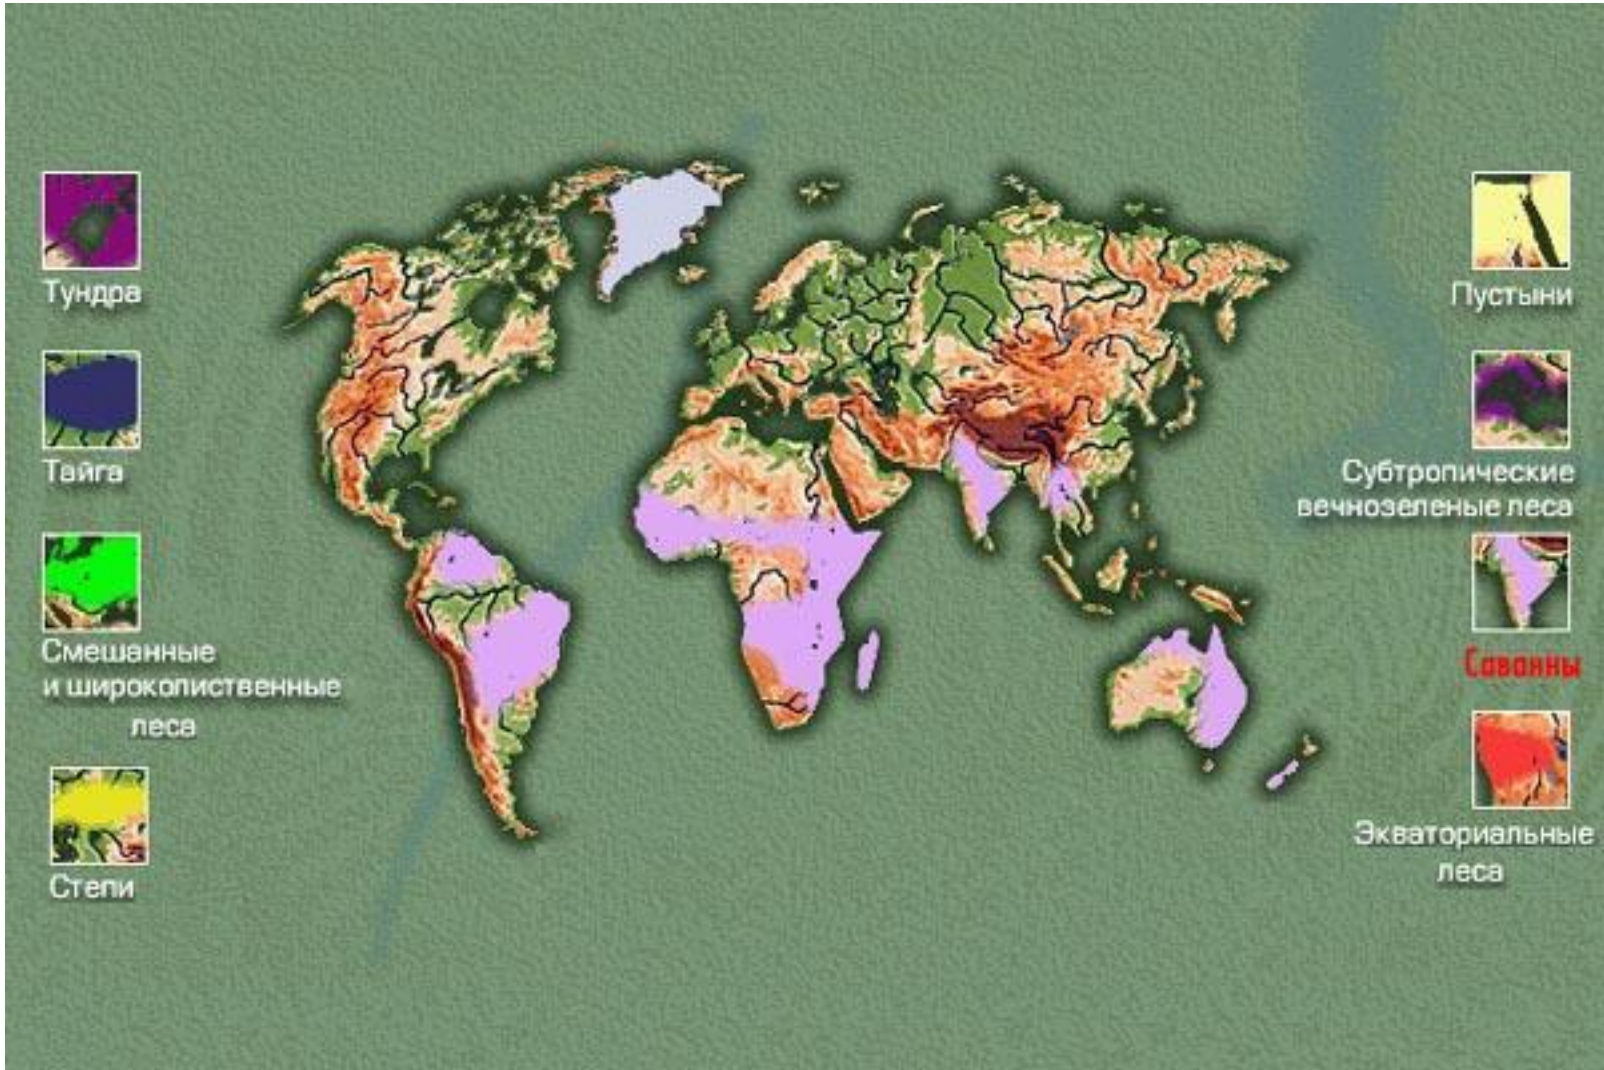 Тундра
Тайга
Смешанные
и широколиственные
леса
Степи
Пустыни
Субтропические
вечнозеленые леса
Саванны
Экваториальные
леса